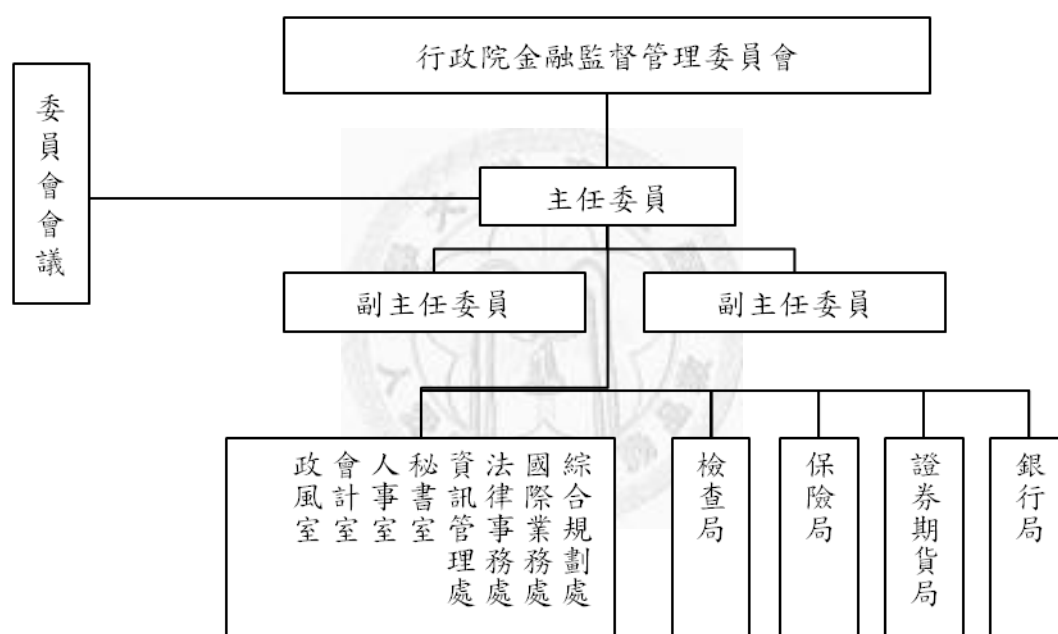 行政院金融監督管理委員會
委員會會議
主任委員
副主任委員
副主任委員
銀行局
證券期貨局
保險局
檢查局
綜合規劃處
國際業務處
法律事務處
資訊管理處
秘書室
人事室
會計室
政風室